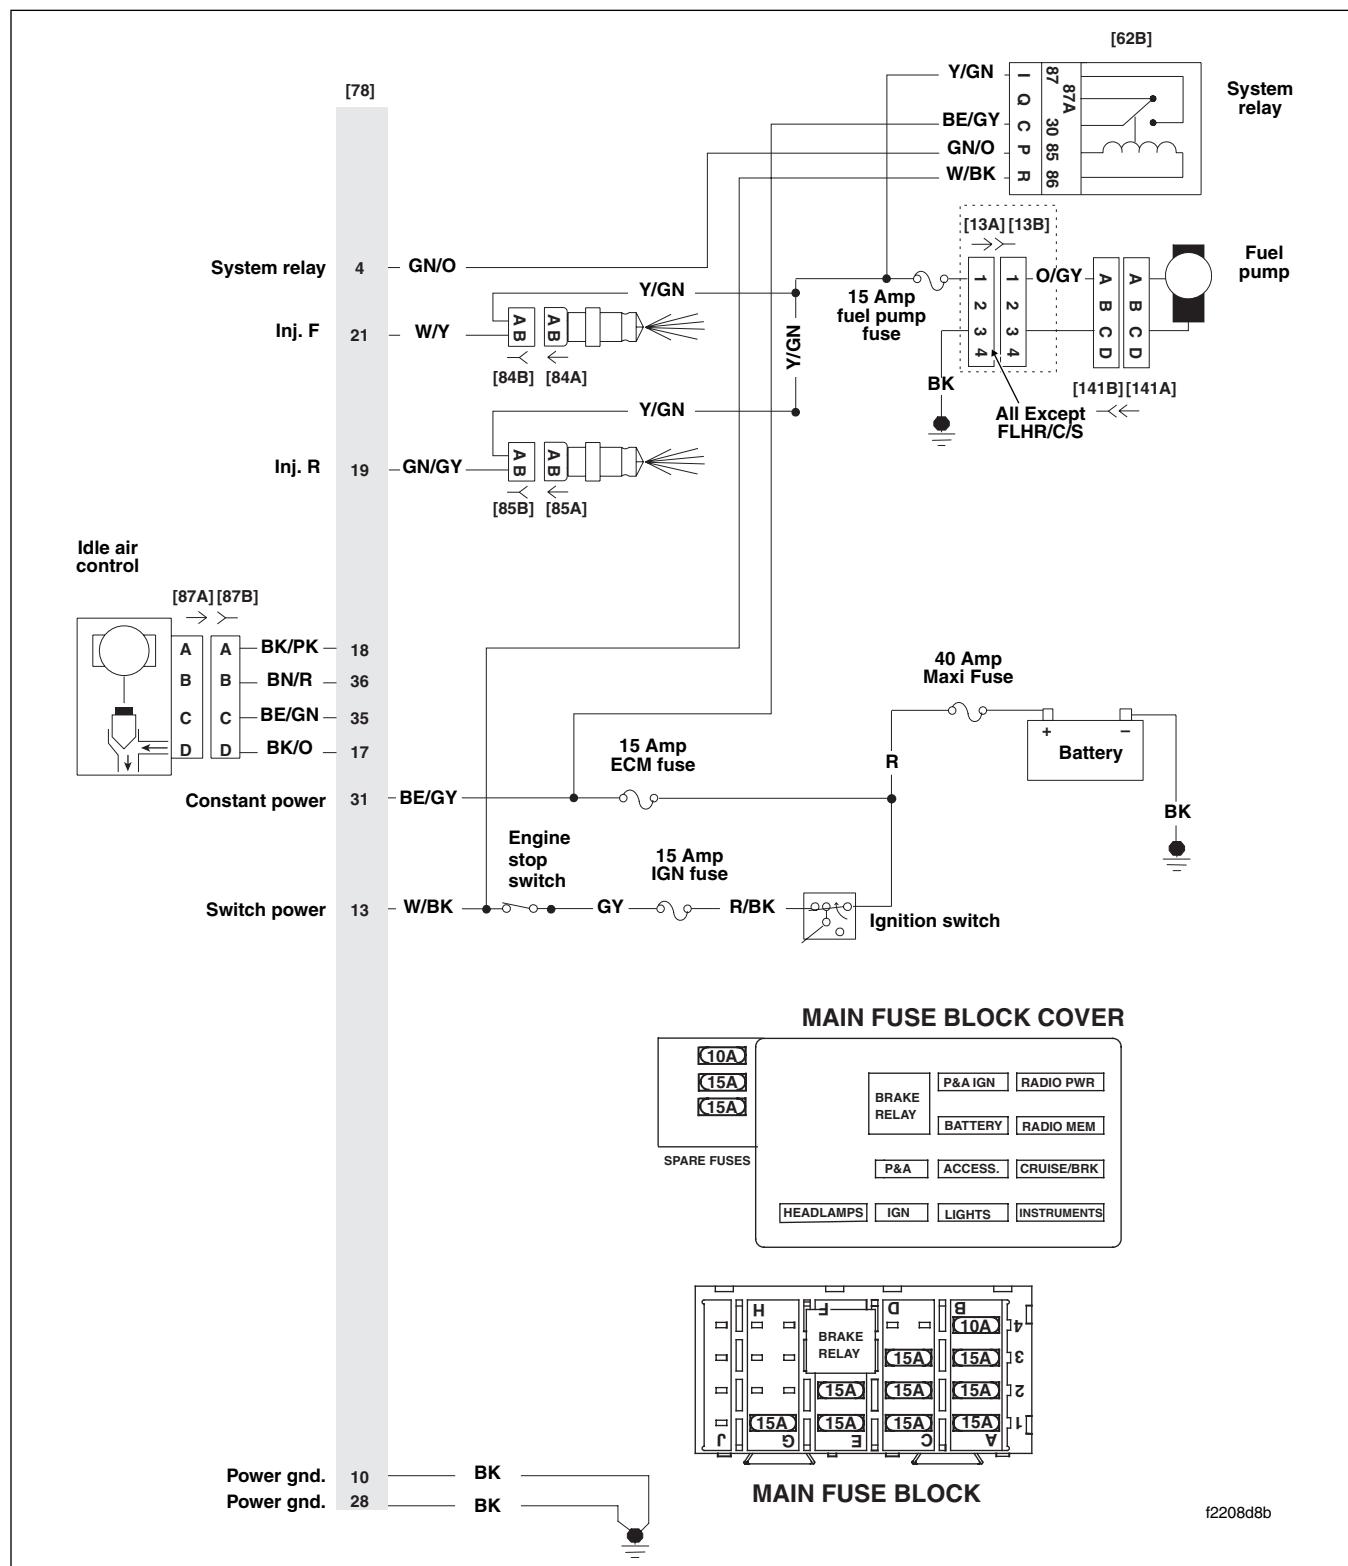 [62B]
Y/GN
I
87
87A
System
relay
[78]
Q
BE/GY
C
30
GN/O
P
85
W/BK
R
86
[13A] [13B]
Fuel
pump
System relay 4 GN/O
1 1 O/GY A A
Y/GN
15 Amp
fuel pump
fuse
2 2 B B
Inj. F 21 W/Y
A A
B B
3 3 C C
Y/GN
4 4 D D
[84B] [84A]
BK
[141B] [141A]
Y/GN
All Except
FLHR/C/S
Inj. R 19 GN/GY
A A
B B
[85B] [85A]
Idle air
control
[87A] [87B]
A A BK/PK 18
B B BN/R 36
C C BE/GN 35
D D BK/O 17
40 Amp
Maxi Fuse
+ –
Battery
15 Amp
ECM fuse
R
Constant power 31 BE/GY
BK
Engine
stop
switch
15 Amp
IGN fuse
Switch power 13 W/BK GY R/BK
Ignition switch
MAIN FUSE BLOCK COVER
10A
15A
15A
SPARE FUSES
BRAKE
RELAY
P&A IGN RADIO PWR
BATTERY RADIO MEM
P&A ACCESS. CRUISE/BRK
HEADLAMPS IGN LIGHTS INSTRUMENTS
H F D B
BRAKE
RELAY
10A 4
15A 15A 3
15A 15A 15A 2
15A 15A 15A 15A 1
J G E C A
MAIN FUSE BLOCK
Power gnd. 10 BK
Power gnd. 28 BK
f2208d8b